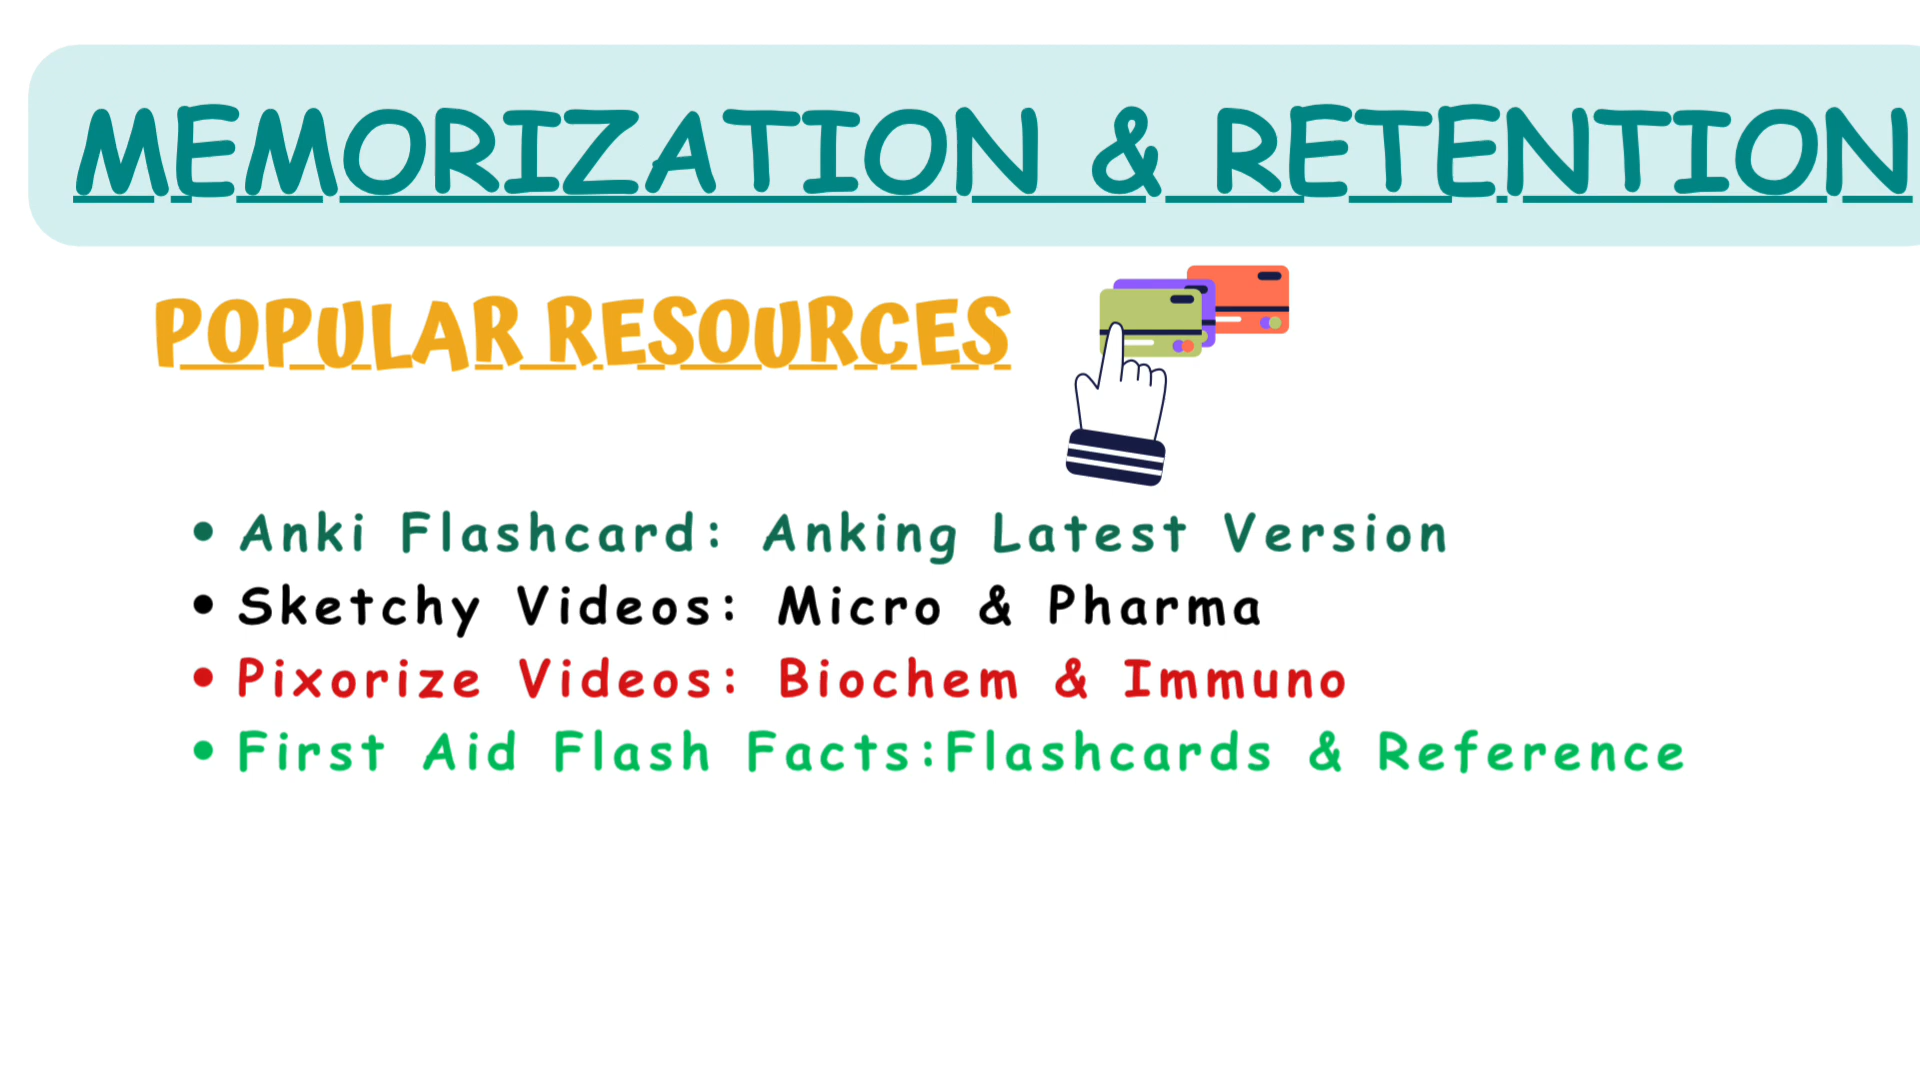 MEMORIZATION & RETENTION
POPULAR RESOURCES
• Anki Flashcard: Anking Latest Version
• Sketchy Videos: Micro & Pharma
• Pixorize Videos: Biochem & Immuno
• First Aid Flash Facts:Flashcards & Reference